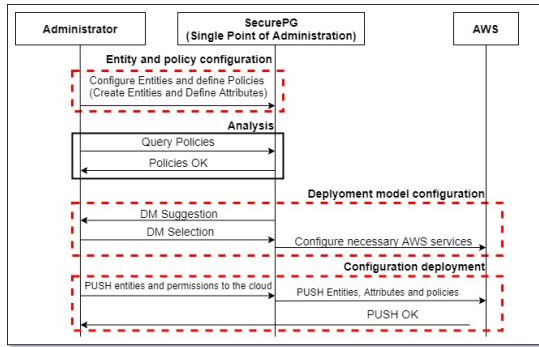 Administrator
SecurePG
(Single Point of Administration)
AWS
Entity and policy configuration
Configure Entities and define Policies
(Create Entities and Define Attributes)
Analysis
Query Policies
Policies OK
Deplyoment model configuration
DM Suggestion
DM Selection
Configure necessary AWS services
Configuration deployment
PUSH entities and permissions to the cloud
PUSH Entities, Attributes and policies
PUSH OK